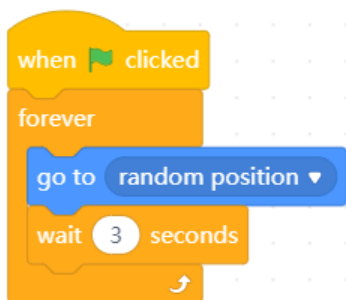 when clicked
forever
go to random position
wait 3 seconds